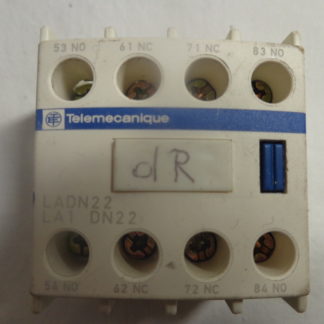 53 NO 61 NC 71 NC 83 NO
Telemecanique
dR
LADN22
LA1 DN22
54 NO 62 NC 72 NC 84 NO